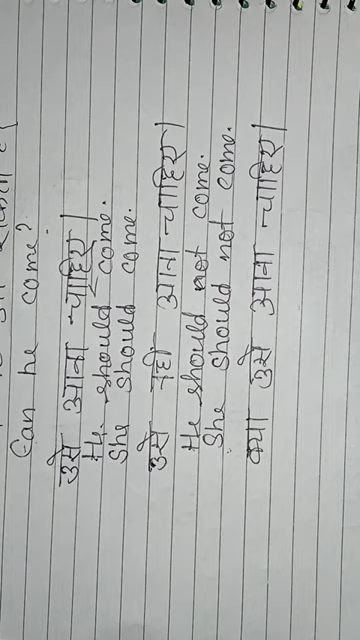 Can he come?
उसे आना चाहिए|
He should come.
She should come.
उसे नही आना चाहिए|
He should not come.
She should not come.
क्या उसे आना चाहिए|